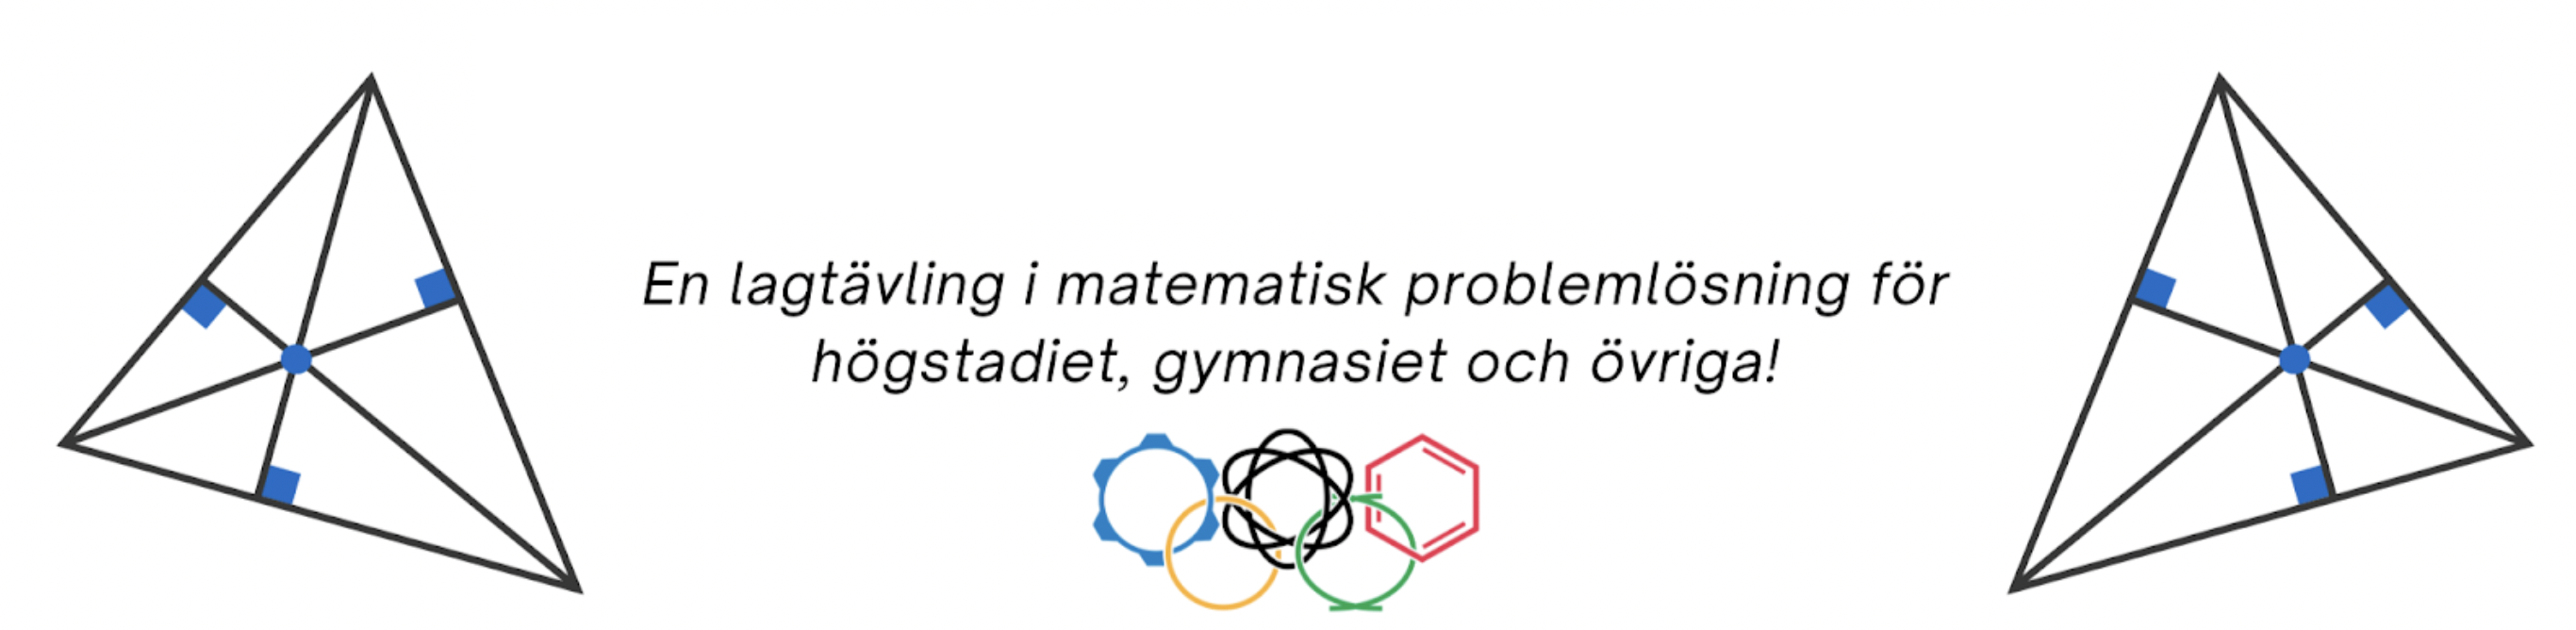 En lagtävling i matematisk problemlösning för
högstadiet, gymnasiet och övriga!